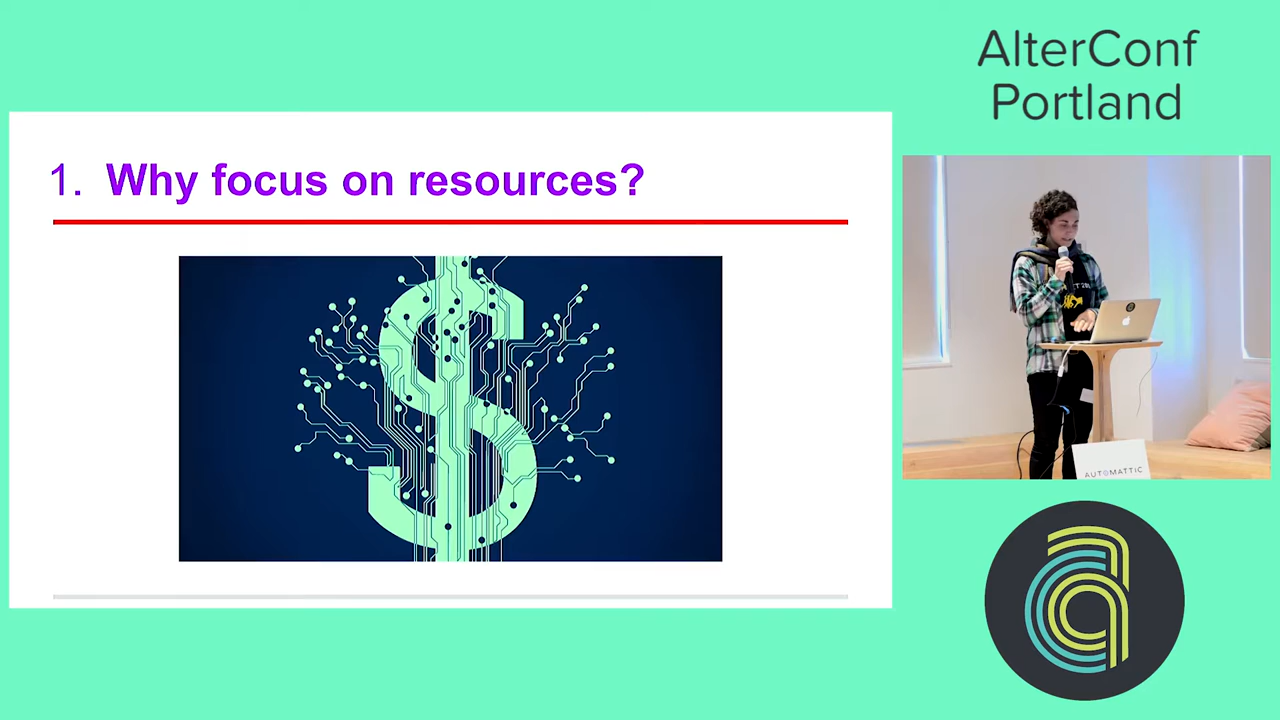 AlterConf
Portland
1. Why focus on resources?
AUTOMATTIC